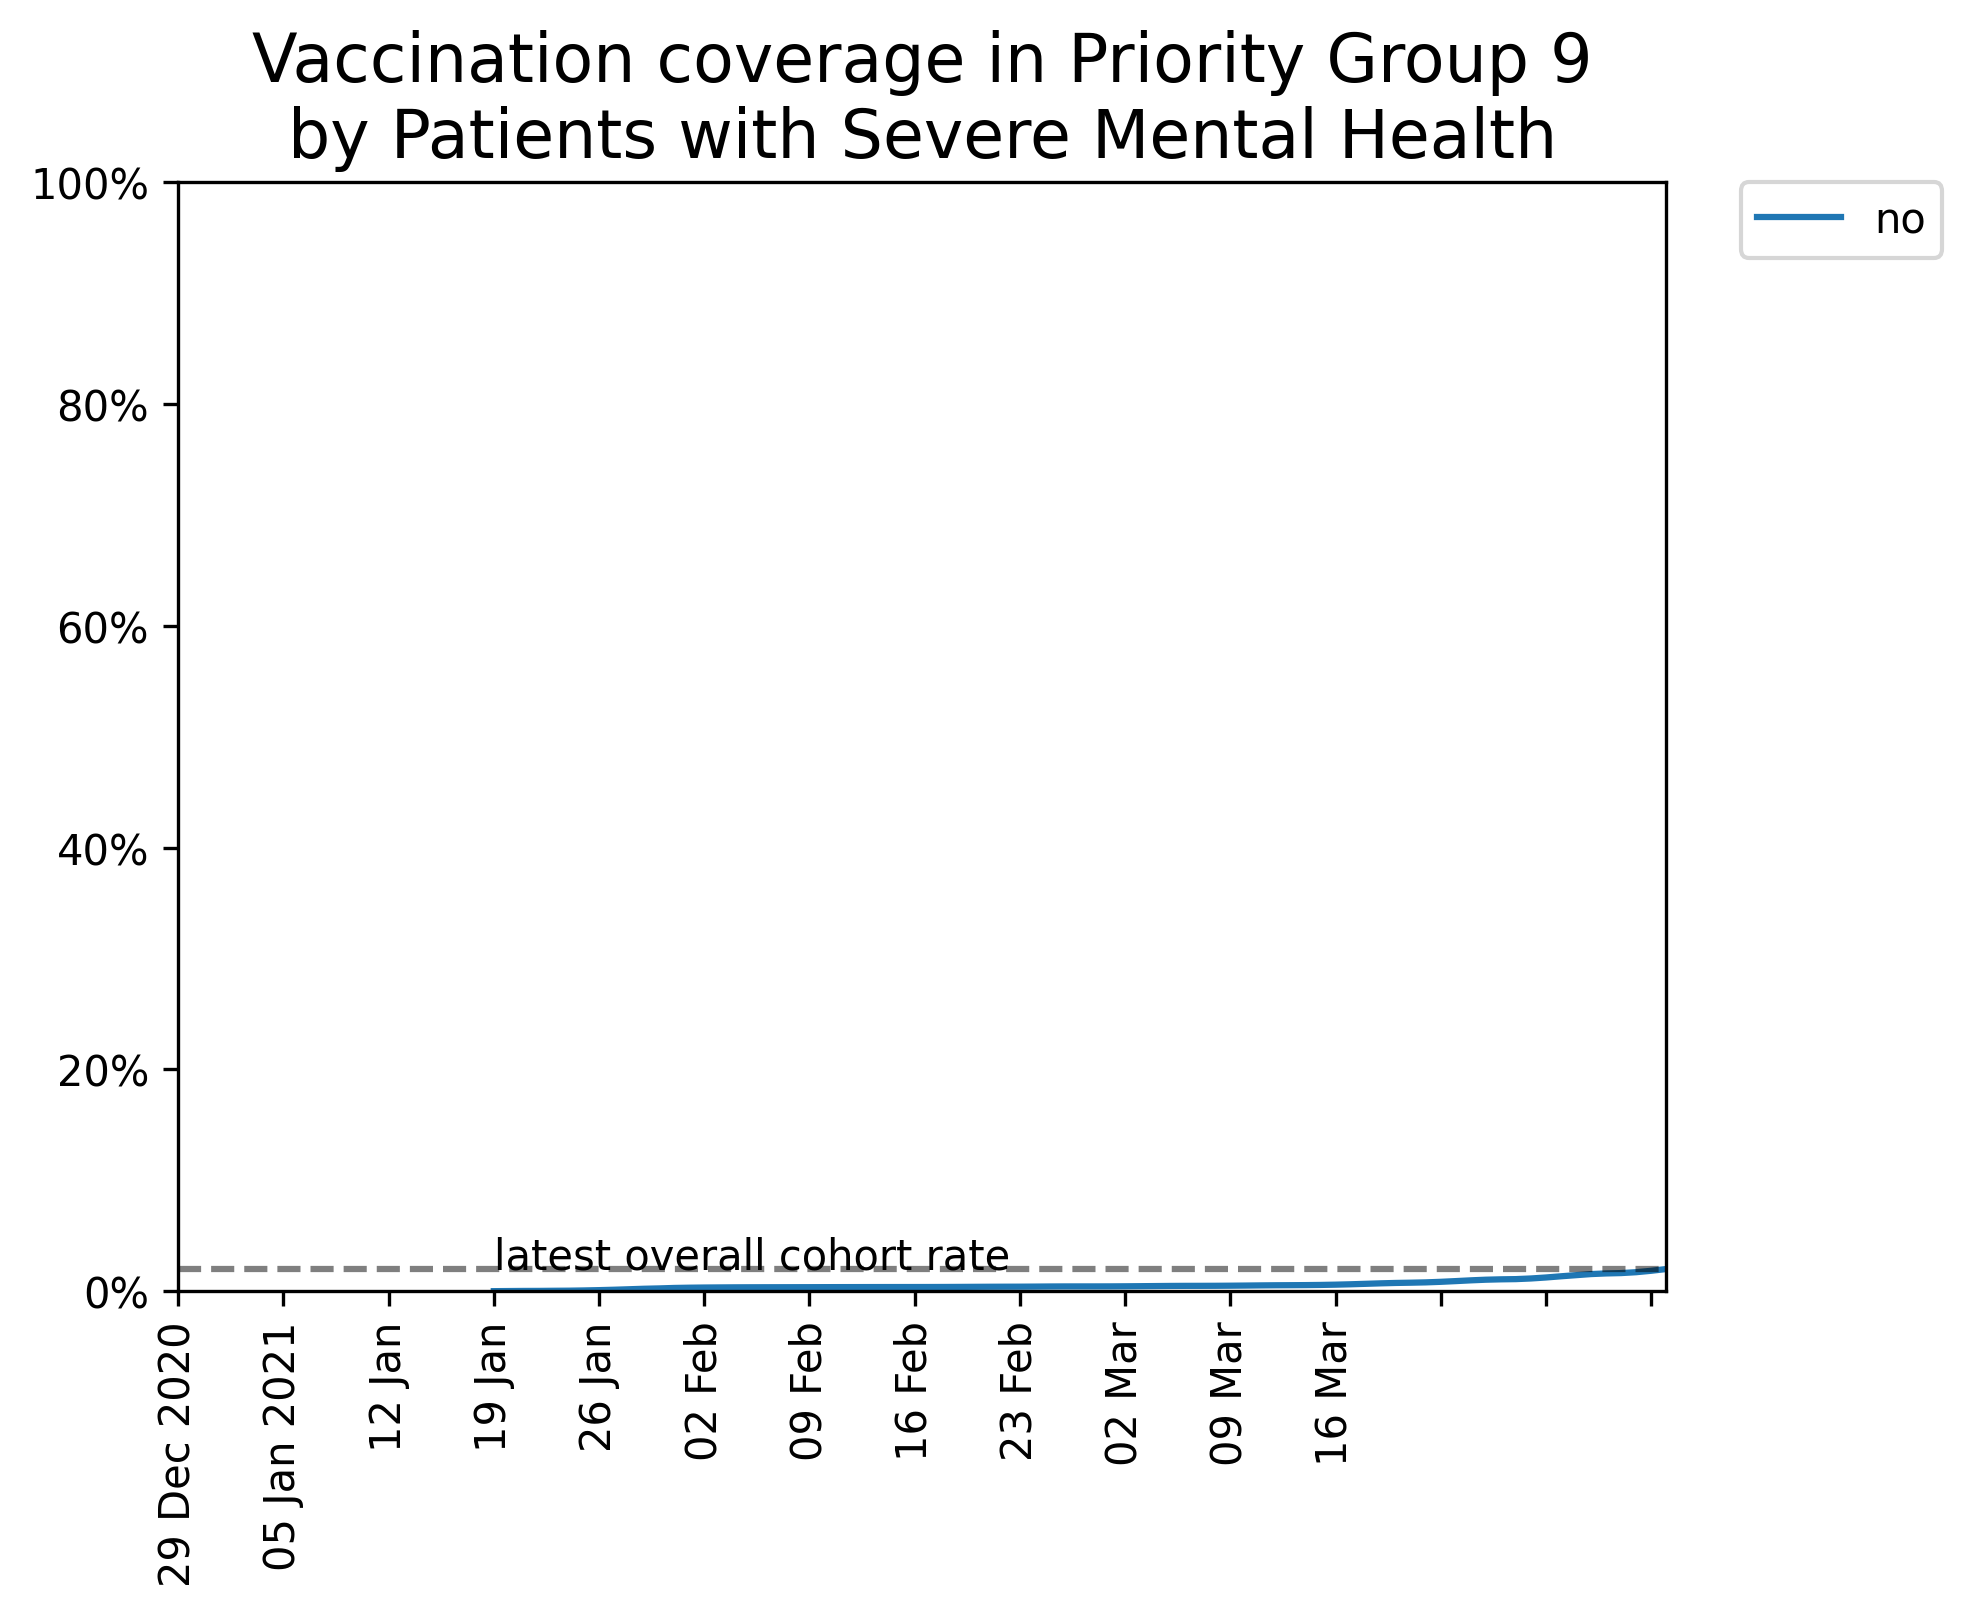 Vaccination coverage in Priority Group 9
by Patients with Severe Mental Health
100%
80%
60%
40%
20%
0%
no
latest overall cohort rate
29 Dec 2020
05 Jan 2021
12 Jan
19 Jan
26 Jan
02 Feb
09 Feb
16 Feb
23 Feb
02 Mar
09 Mar
16 Mar